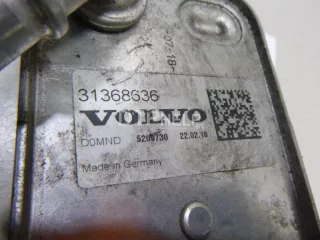 31368636
VOLVO
DOMND 5200730 22.02.18
Made in Germany